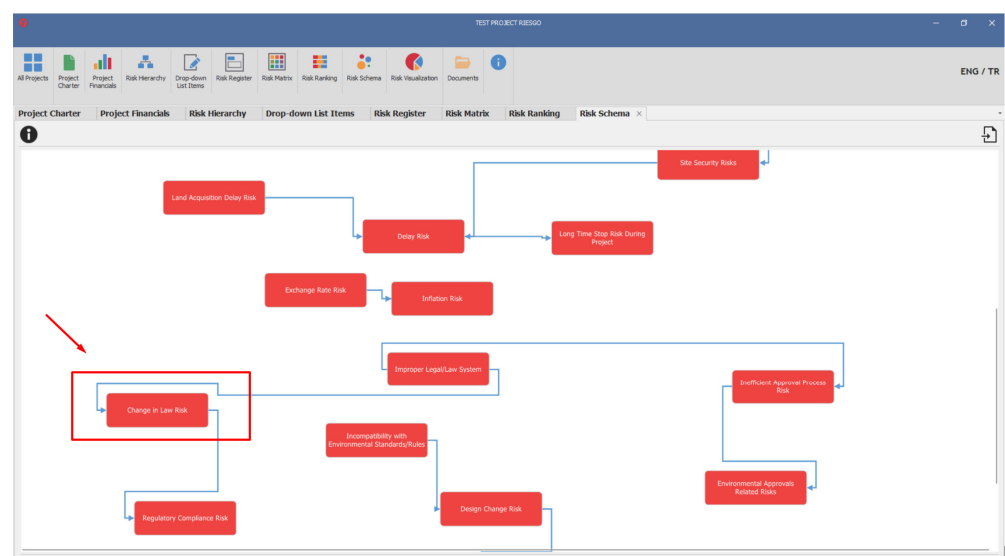 TEST PROJECT RIESGO
All Projects
Project
Charter
Project
Financials
Risk Hierarchy
Drop-down
List Items
Risk Register
Risk Matrix
Risk Ranking
Risk Schema
Risk Visualization
Documents
ENG / TR
Project Charter
Project Financials
Risk Hierarchy
Drop-down List Items
Risk Register
Risk Matrix
Risk Ranking
Risk Schema
Site Security Risks
Land Acquisition Delay Risk
Delay Risk
Long Time Stop Risk During
Project
Exchange Rate Risk
Inflation Risk
Improper Legal/Law System
Inefficient Approval Process
Risk
Change in Law Risk
Incompatibility with
Environmental Standards/Rules
Environmental Approvals
Related Risks
Design Change Risk
Regulatory Compliance Risk